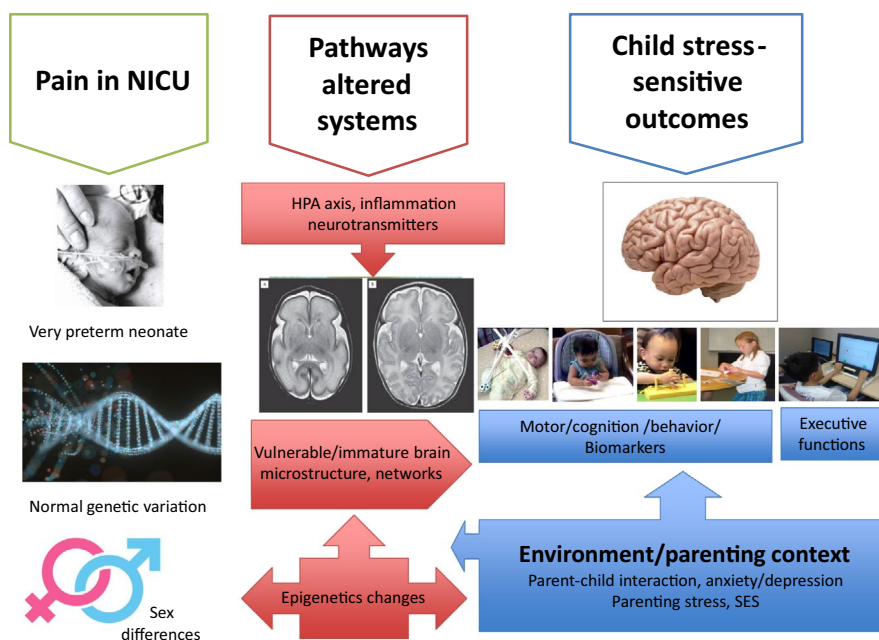 Pain in NICU
Pathways
altered
systems
Child stress-
sensitive
outcomes
HPA axis, inflammation
neurotransmitters
Very preterm neonate
Vulnerable/immature brain
microstructure, networks
Motor/cognition /behavior/
Biomarkers
Executive
functions
Normal genetic variation
Environment/parenting context
Parent-child interaction, anxiety/depression
Parenting stress, SES
Epigenetics changes
Sex
differences